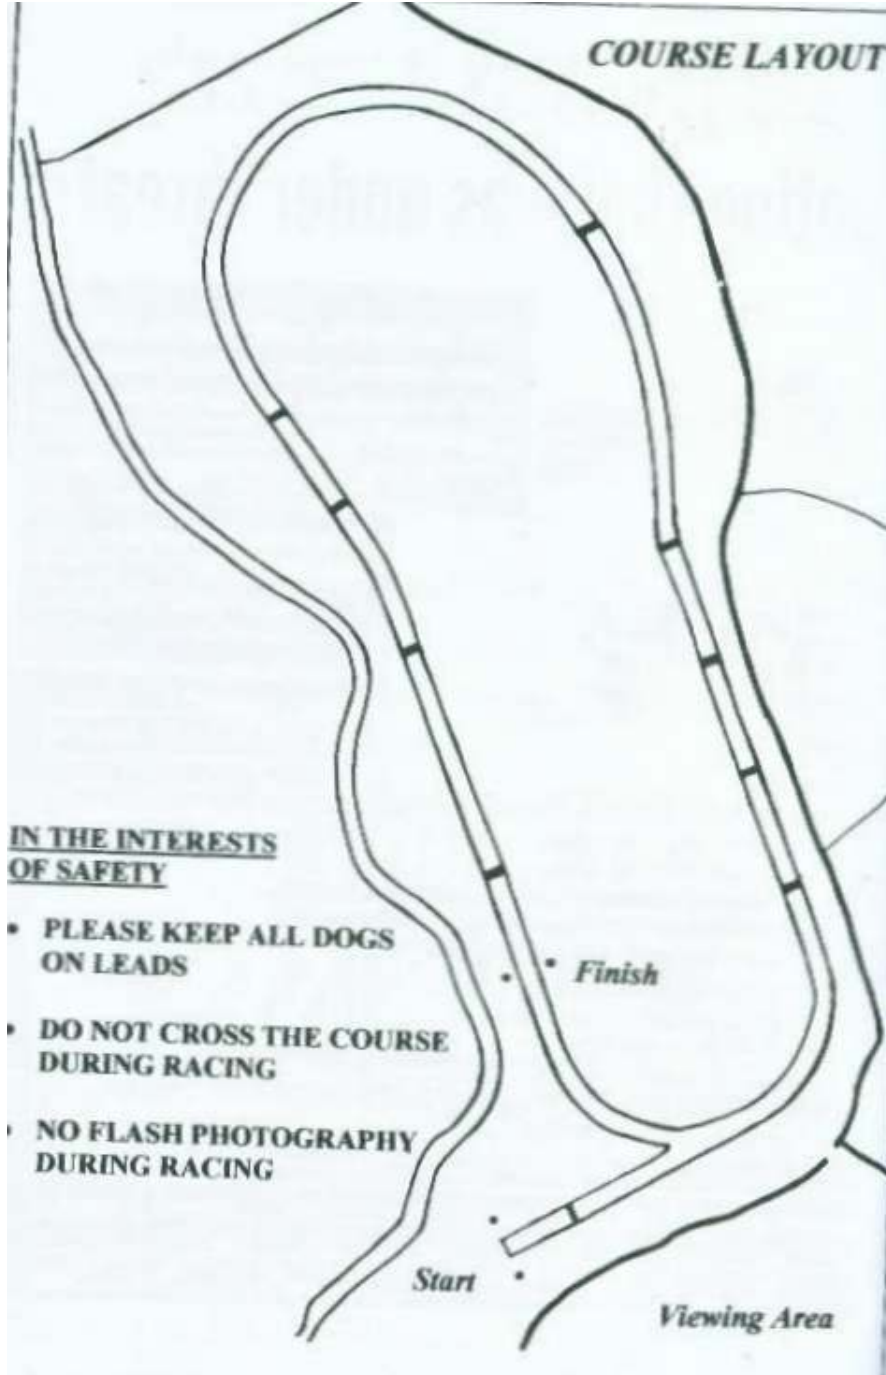 COURSE LAYOUT
IN THE INTERESTS
OF SAFETY
• PLEASE KEEP ALL DOGS
ON LEADS
• DO NOT CROSS THE COURSE
DURING RACING
• NO FLASH PHOTOGRAPHY
DURING RACING
Finish
Start
Viewing Area